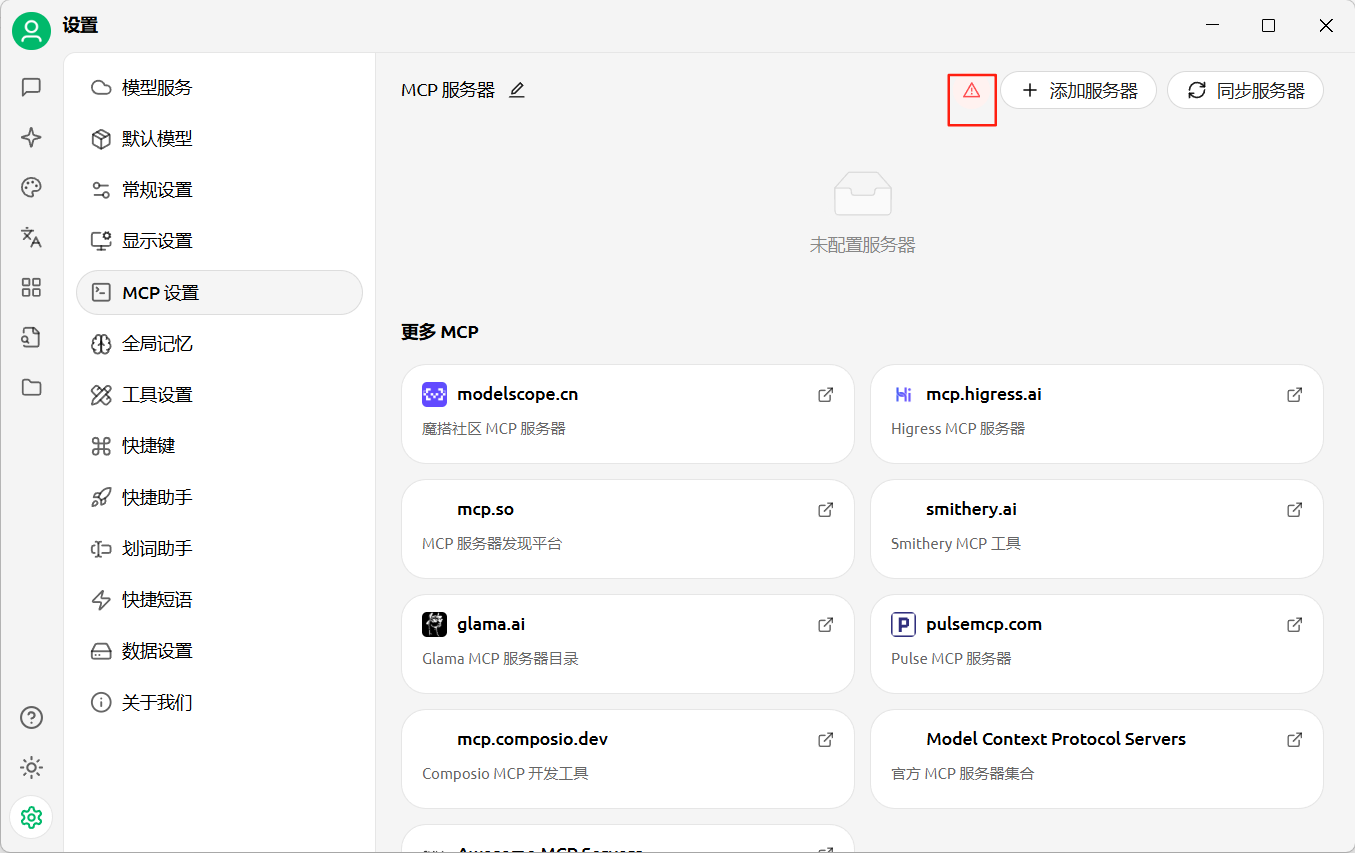 设置
模型服务
默认模型
常规设置
显示设置
MCP 设置
全局记忆
工具设置
快捷键
快捷助手
划词助手
快捷短语
数据设置
关于我们
MCP 服务器
添加服务器
同步服务器
未配置服务器
更多 MCP
modelscope.cn
魔搭社区 MCP 服务器
Hi mcp.higress.ai
Higress MCP 服务器
mcp.so
MCP 服务器发现平台
smithery.ai
Smithery MCP 工具
glama.ai
Glama MCP 服务器目录
P pulsemcp.com
Pulse MCP 服务器
mcp.composio.dev
Composio MCP 开发工具
Model Context Protocol Servers
官方 MCP 服务器集合
Awesome MCP Servers